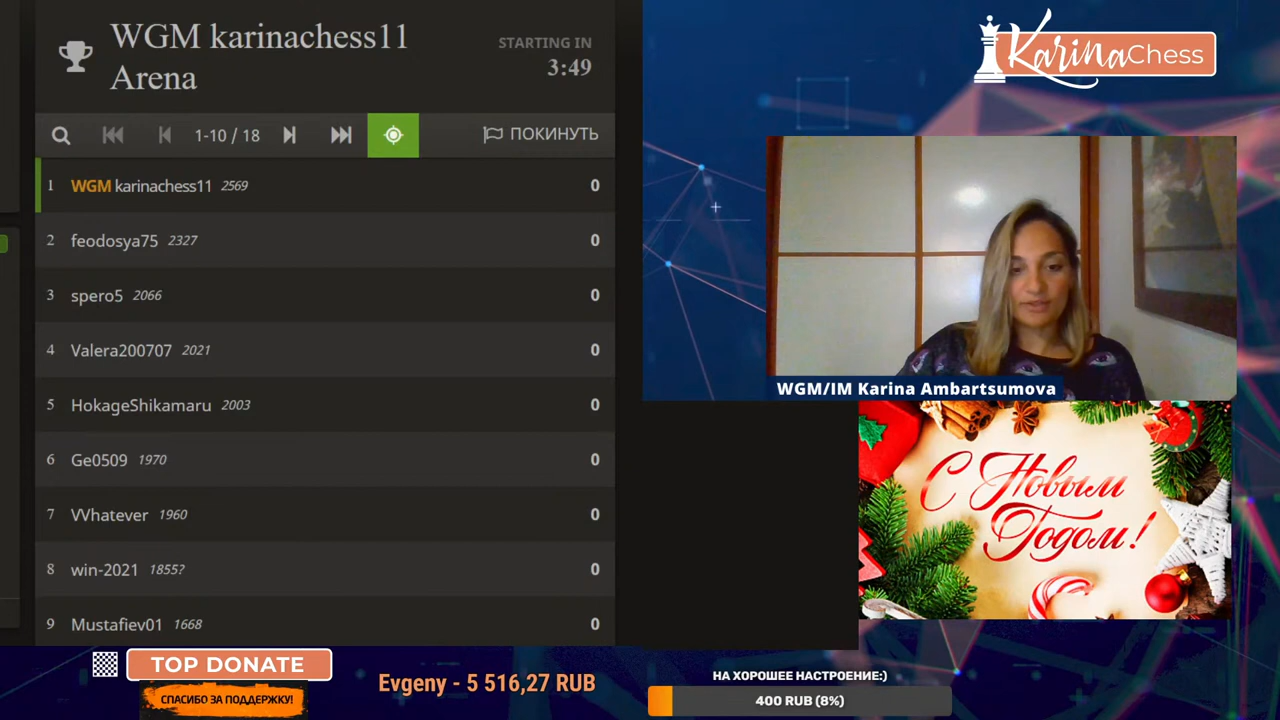 WGM karinachess11
Arena
STARTING IN
3:49
1-10 / 18
ПОКИНУТЬ
1 WGM karinachess11 2569 0
2 feodosya75 2327 0
3 spero5 2066 0
4 Valera200707 2021 0
5 HokageShikamaru 2003 0
6 Ge0509 1970 0
7 VVhatever 1960 0
8 win-2021 1855? 0
9 Mustafiev01 1668 0
KarinaChess
WGM/IM Karina Ambartsumova
С Новым
Годом!
TOP DONATE
СПАСИБО ЗА ПОДДЕРЖКУ!
Evgeny - 5 516,27 RUB
НА ХОРОШЕЕ НАСТРОЕНИЕ:)
400 RUB (8%)